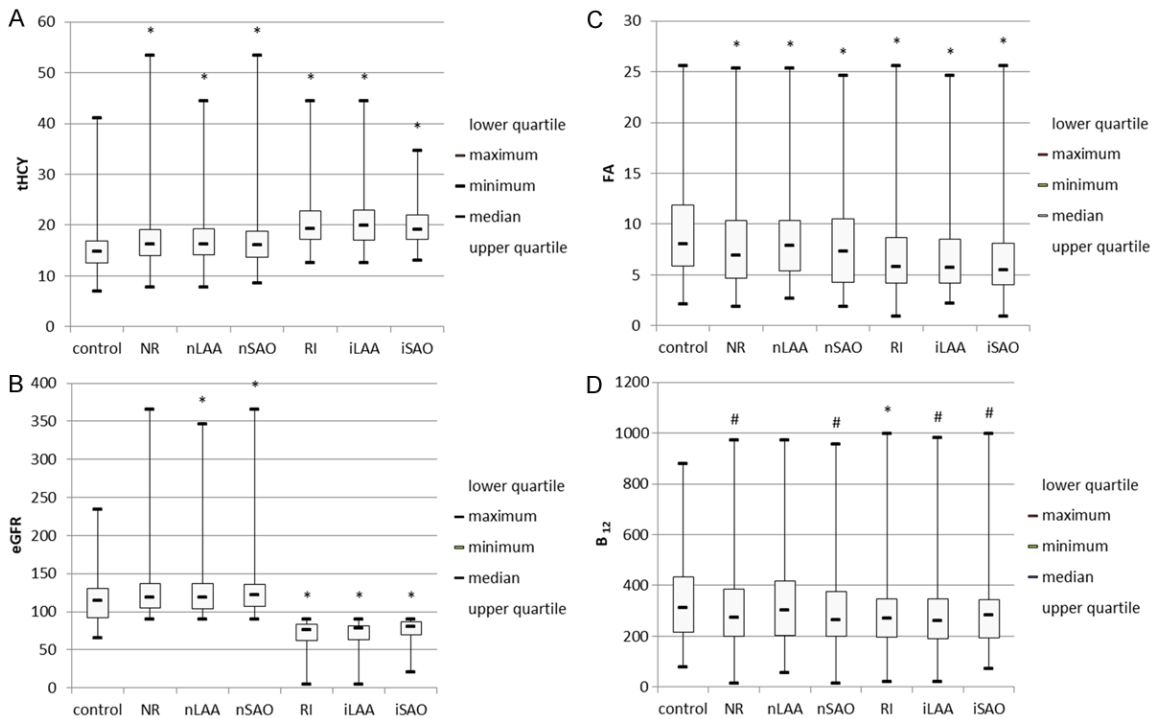 A
60
50
40
30
20
10
0
tHCY
* * * * * *
control NR nLAA nSAO RI iLAA iSAO
lower quartile
maximum
minimum
median
upper quartile
B
400
350
300
250
200
150
100
50
0
eGFR
* * * * *
control NR nLAA nSAO RI iLAA iSAO
lower quartile
maximum
minimum
median
upper quartile
C
30
25
20
15
10
5
0
FA
* * * * * *
control NR nLAA nSAO RI iLAA iSAO
lower quartile
maximum
minimum
median
upper quartile
D
1200
1000
800
600
400
200
0
B 12
# # * # #
control NR nLAA nSAO RI iLAA iSAO
lower quartile
maximum
minimum
median
upper quartile